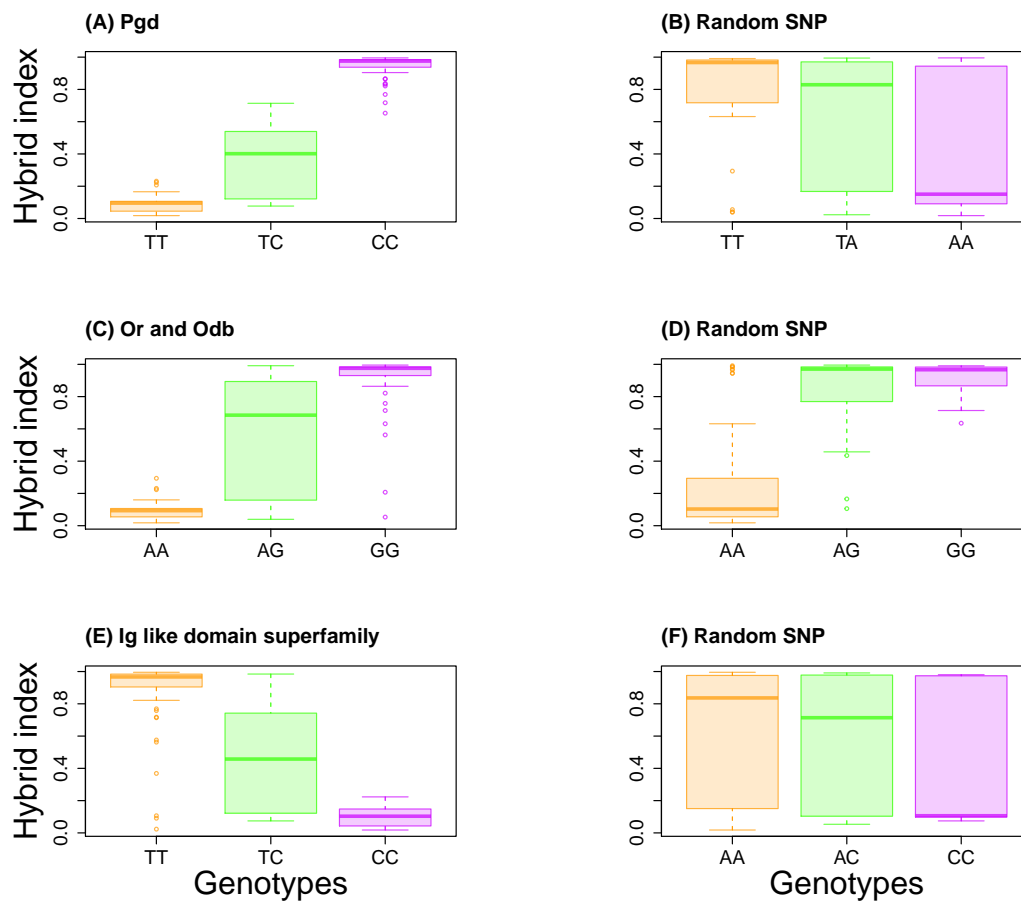 (A) Pgd
Hybrid index
0.0 0.4 0.8
TT TC CC
(B) Random SNP
0.0 0.4 0.8
TT TA AA
(C) Or and Odb
Hybrid index
0.0 0.4 0.8
AA AG GG
(D) Random SNP
0.0 0.4 0.8
AA AG GG
(E) Ig like domain superfamily
Hybrid index
0.0 0.4 0.8
TT TC CC
Genotypes
(F) Random SNP
0.0 0.4 0.8
AA AC CC
Genotypes